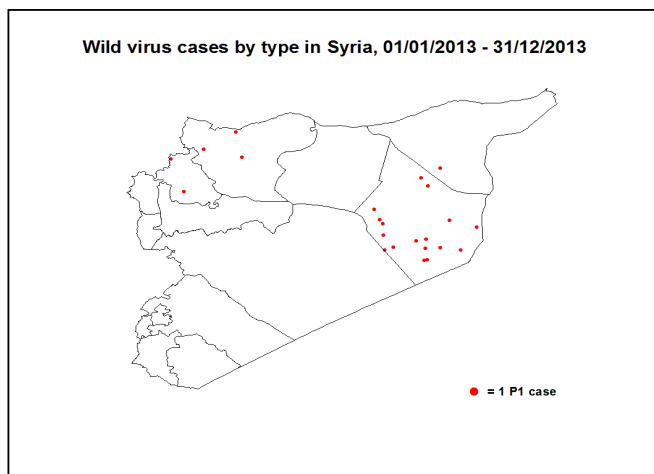 Wild virus cases by type in Syria, 01/01/2013 - 31/12/2013
= 1 P1 case